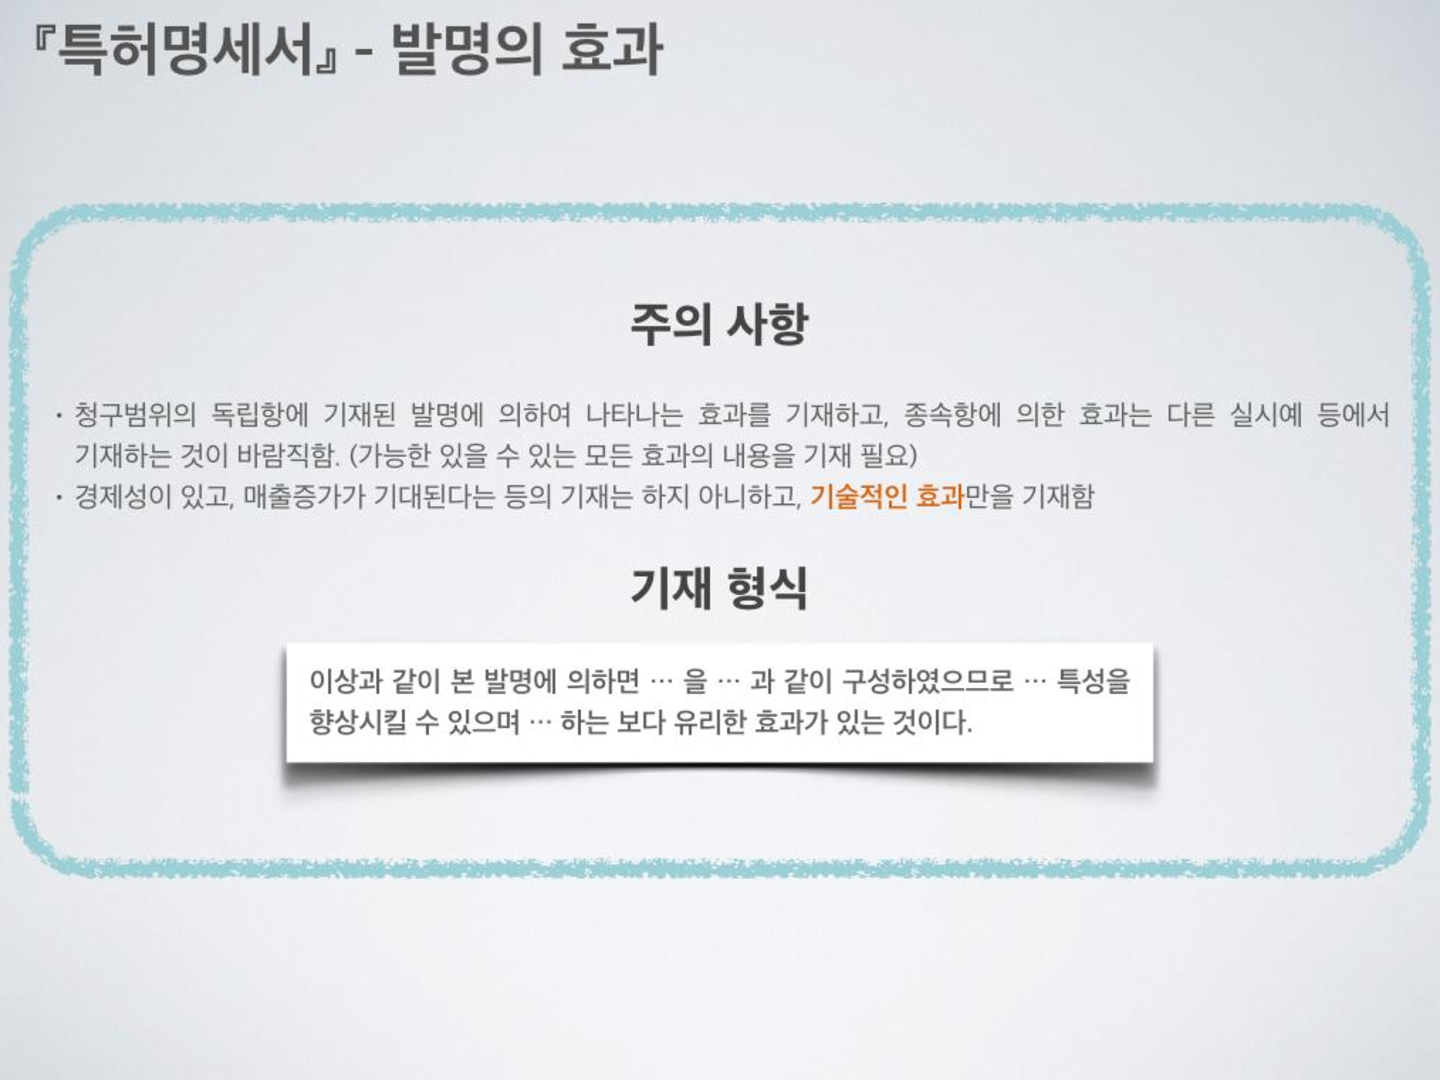 『특허명세서』 - 발명의 효과
주의 사항
• 청구범위의 독립항에 기재된 발명에 의하여 나타나는 효과를 기재하고, 종속항에 의한 효과는 다른 실시예 등에서
기재하는 것이 바람직함. (가능한 있을 수 있는 모든 효과의 내용을 기재 필요)
• 경제성이 있고, 매출증가가 기대된다는 등의 기재는 하지 아니하고, 기술적인 효과만을 기재함
기재 형식
이상과 같이 본 발명에 의하면 … 을 … 과 같이 구성하였으므로 … 특성을
향상시킬 수 있으며 … 하는 보다 유리한 효과가 있는 것이다.